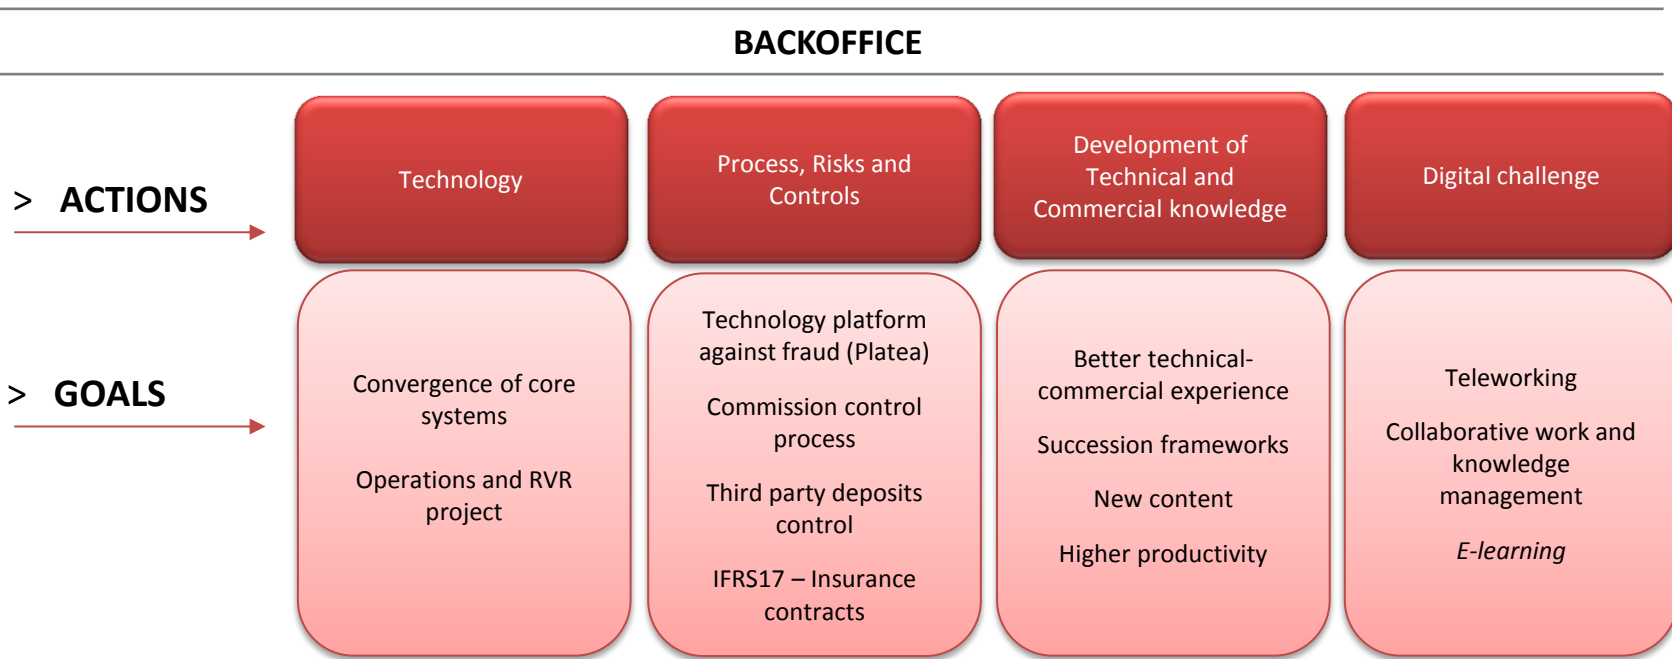 BACKOFFICE
> ACTIONS
Technology
Process, Risks and
Controls
Development of
Technical and
Commercial knowledge
Digital challenge
> GOALS
Convergence of core
systems
Operations and RVR
project
Technology platform
against fraud (Platea)
Commission control
process
Third party deposits
control
IFRS17 – Insurance
contracts
Better technical-
commercial experience
Succession frameworks
New content
Higher productivity
Teleworking
Collaborative work and
knowledge
management
E-learning